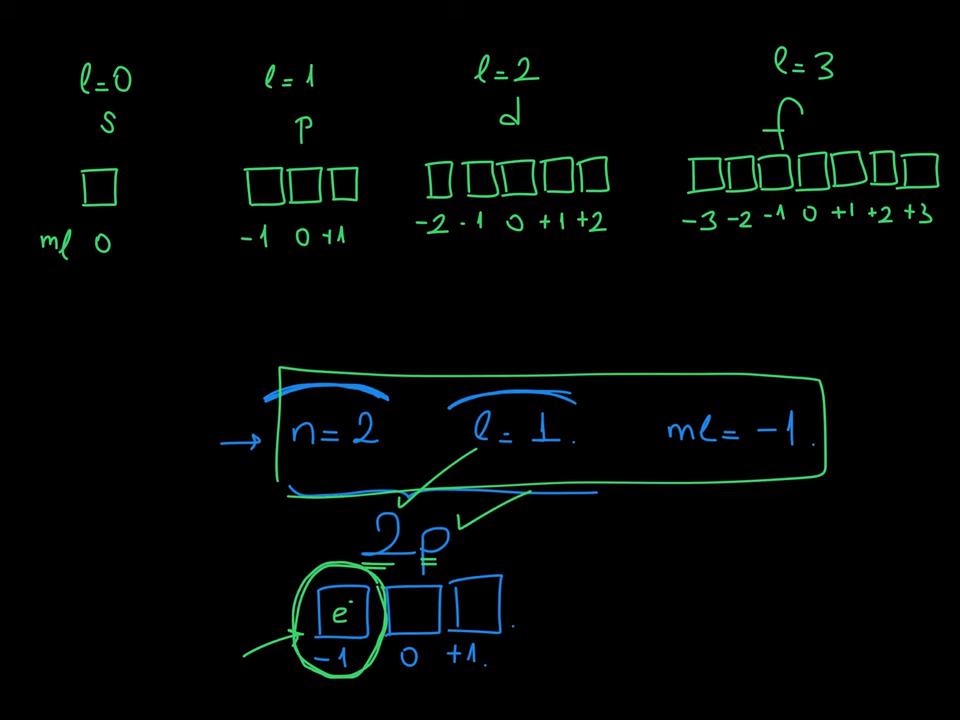 l=0 l=1 l=2 l=3
s p d f
ml 0 -1 0 +1 -2 -1 0 +1 +2 -3 -2 -1 0 +1 +2 +3
→ n=2 l=1. ml=-1.
2p
e⁻
-1 0 +1.